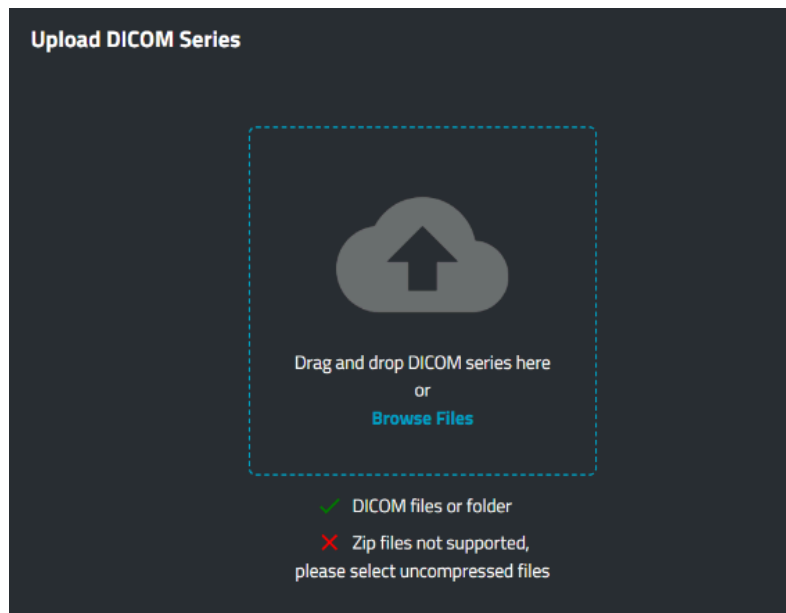 Upload DICOM Series
Drag and drop DICOM series here
or
Browse Files
DICOM files or folder
Zip files not supported,
please select uncompressed files